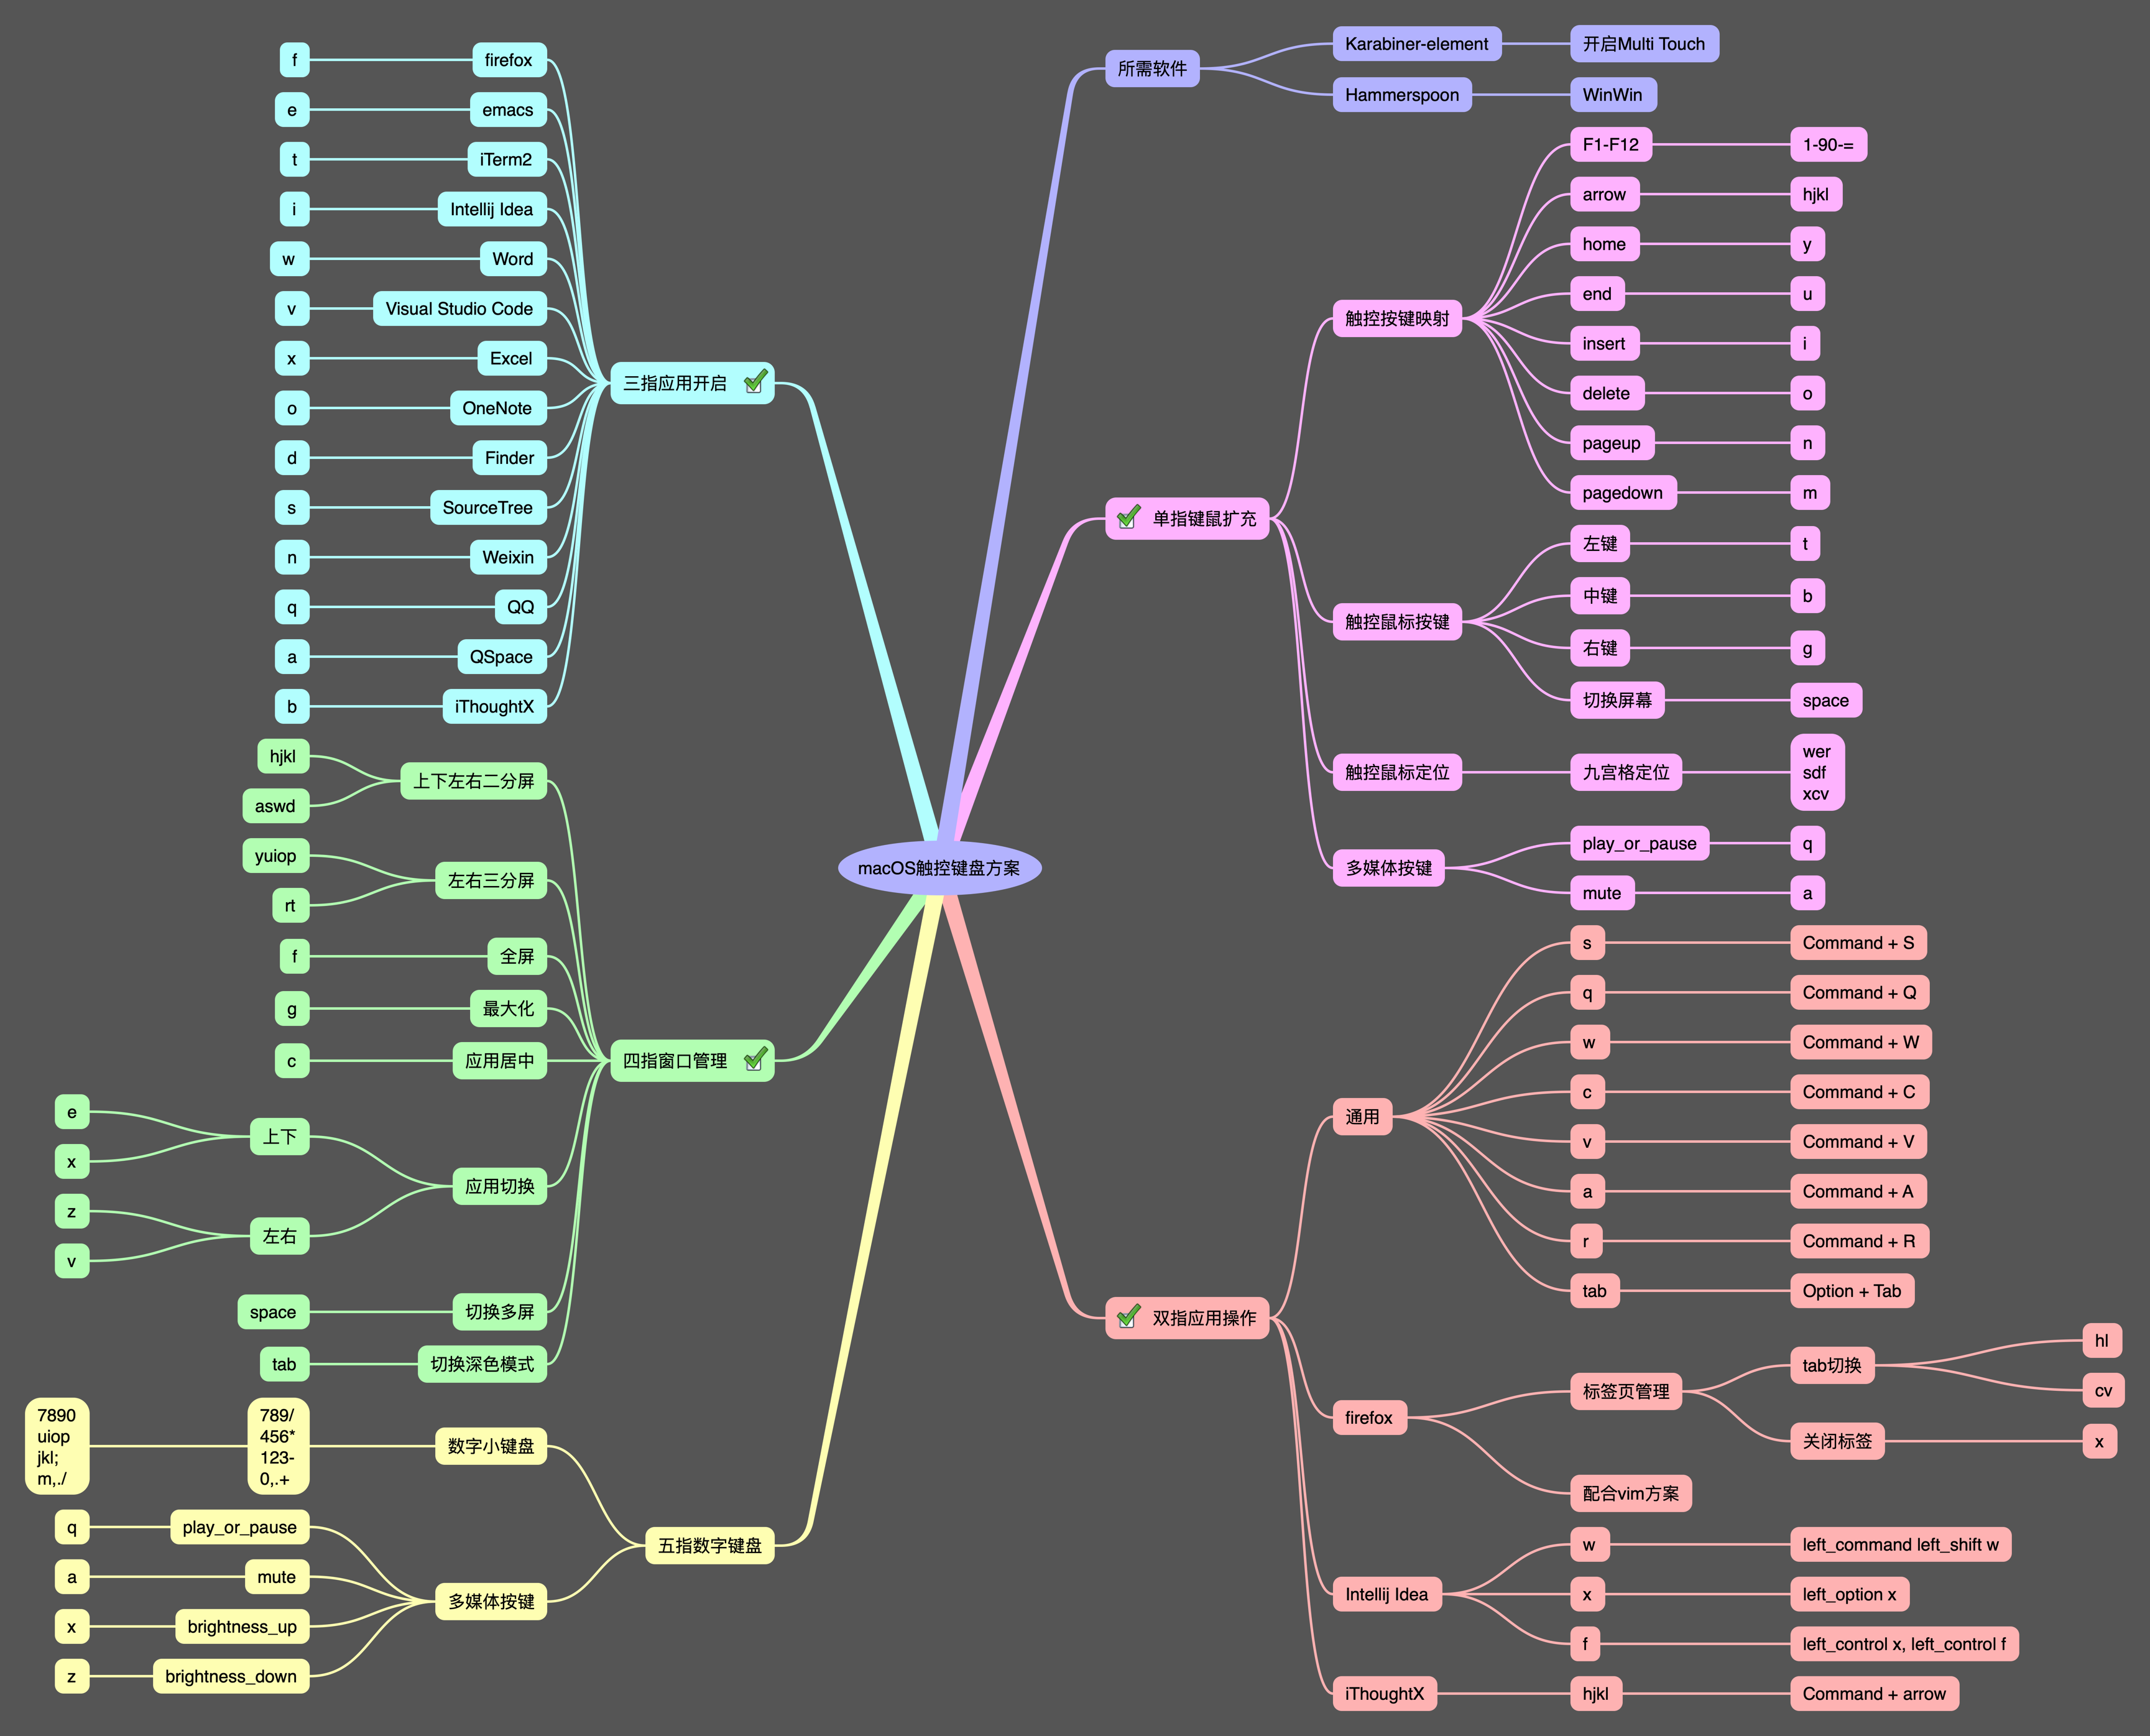 macOS触控键盘方案
所需软件
Karabiner-element
开启Multi Touch
Hammerspoon
WinWin
单指键鼠扩充
触控按键映射
F1-F12
1-90-=
arrow
hjkl
home
y
end
u
insert
i
delete
o
pageup
n
pagedown
m
触控鼠标按键
左键
t
中键
b
右键
g
切换屏幕
space
触控鼠标定位
九宫格定位
wer
sdf
xcv
多媒体按键
play_or_pause
q
mute
a
双指应用操作
通用
s
Command + S
q
Command + Q
w
Command + W
c
Command + C
v
Command + V
a
Command + A
r
Command + R
tab
Option + Tab
firefox
标签页管理
tab切换
hl
cv
关闭标签
x
配合vim方案
Intellij Idea
w
left_command left_shift w
x
left_option x
f
left_control x, left_control f
iThoughtX
hjkl
Command + arrow
三指应用开启
firefox
f
emacs
e
iTerm2
t
Intellij Idea
i
Word
w
Visual Studio Code
v
Excel
x
OneNote
o
Finder
d
SourceTree
s
Weixin
n
QQ
q
QSpace
a
iThoughtX
b
四指窗口管理
上下左右二分屏
hjkl
aswd
左右三分屏
yuiop
rt
全屏
f
最大化
g
应用居中
c
应用切换
上下
e
x
左右
z
v
切换多屏
space
切换深色模式
tab
五指数字键盘
数字小键盘
789/
456*
123-
0,.+
7890
uiop
jkl;
m,./
多媒体按键
play_or_pause
q
mute
a
brightness_up
x
brightness_down
z